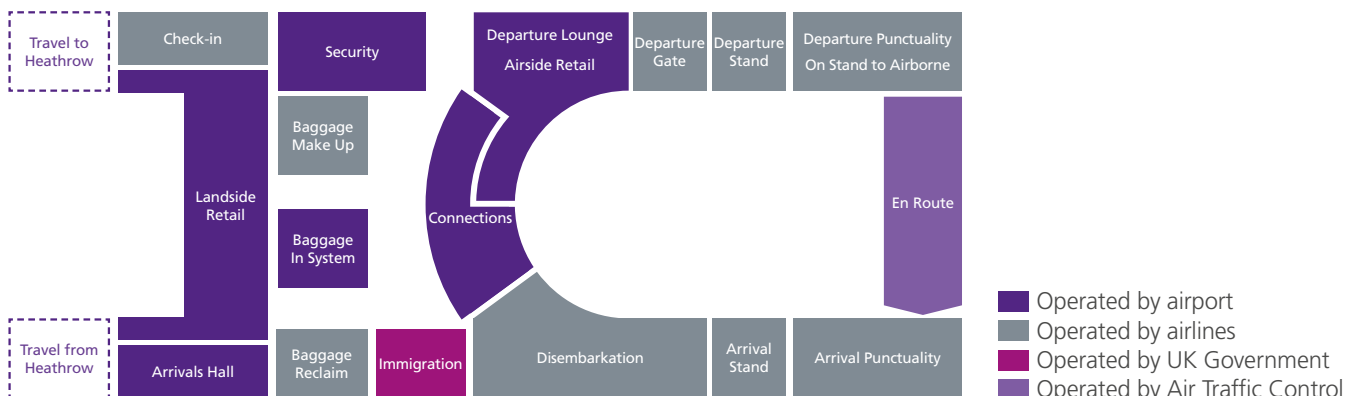 Travel to
Heathrow
Check-in
Security
Departure Lounge
Airside Retail
Departure
Gate
Departure
Stand
Departure Punctuality
On Stand to Airborne
Baggage
Make Up
Landside
Retail
Connections
En Route
Baggage
In System
Travel from
Heathrow
Arrivals Hall
Baggage
Reclaim
Immigration
Disembarkation
Arrival
Stand
Arrival Punctuality
Operated by airport
Operated by airlines
Operated by UK Government
Operated by Air Traffic Control